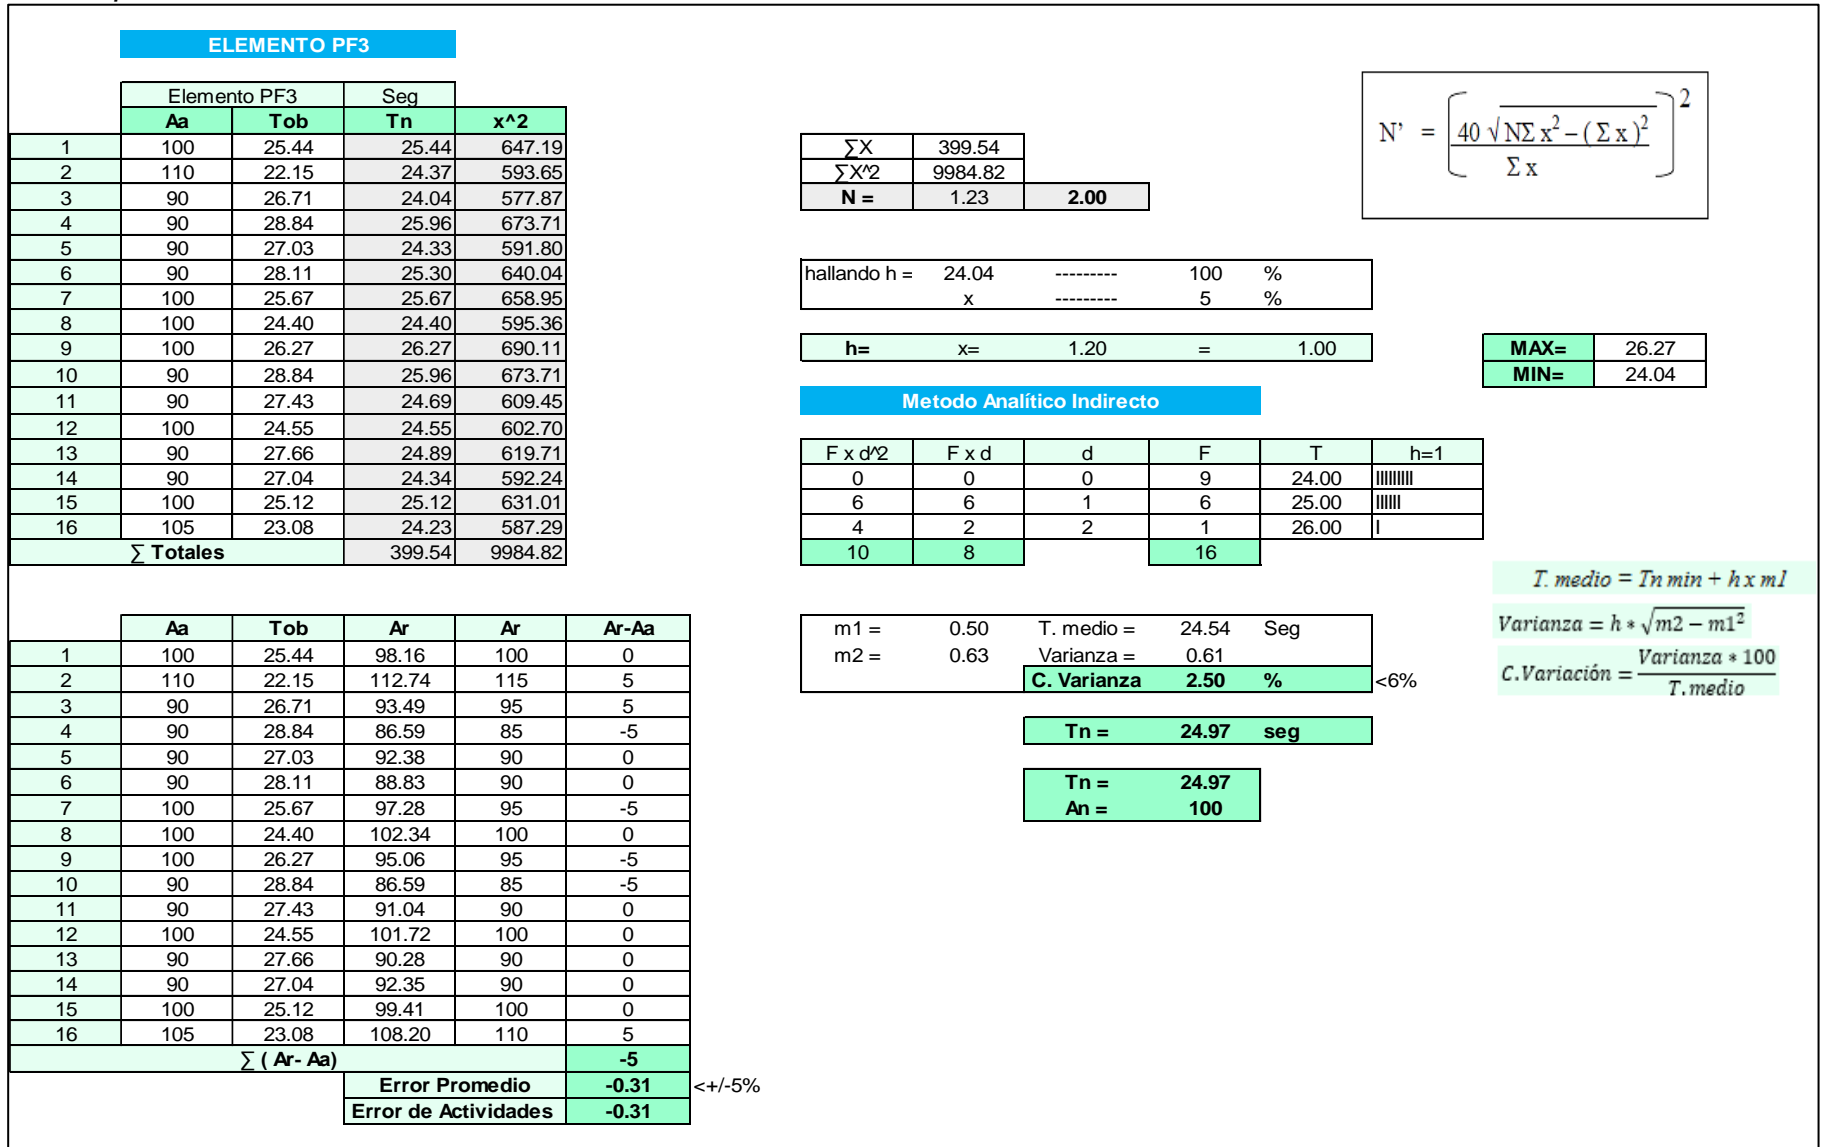 ELEMENTO PF3
Elemento PF3 Seg
Aa Tob Tn x^2
1 100 25.44 25.44 647.19
2 110 22.15 24.37 593.65
3 90 26.71 24.04 577.87
4 90 28.84 25.96 673.71
5 90 27.03 24.33 591.80
6 90 28.11 25.30 640.04
7 100 25.67 25.67 658.95
8 100 24.40 24.40 595.36
9 100 26.27 26.27 690.11
10 90 28.84 25.96 673.71
11 90 27.43 24.69 609.45
12 100 24.55 24.55 602.70
13 90 27.66 24.89 619.71
14 90 27.04 24.34 592.24
15 100 25.12 25.12 631.01
16 105 23.08 24.23 587.29
∑ Totales 399.54 9984.82
∑X 399.54
∑X^2 9984.82
N = 1.23 2.00
N' = [40 √NΣ x² – (Σ x)² / Σ x]²
hallando h = 24.04 --------- 100 %
x --------- 5 %
h= x= 1.20 = 1.00
MAX= 26.27
MIN= 24.04
Metodo Analítico Indirecto
F x d^2 F x d d F T h=1
0 0 0 9 24.00 IIIIIIIII
6 6 1 6 25.00 IIIIII
4 2 2 1 26.00 I
10 8 16
T. medio = Tn min + h x m1
Varianza = h * √m2 − m1²
C.Variación = Varianza * 100 / T.medio
m1 = 0.50 T. medio = 24.54 Seg
m2 = 0.63 Varianza = 0.61
C. Varianza 2.50 % <6%
Tn = 24.97 seg
Tn = 24.97
An = 100
Aa Tob Ar Ar Ar-Aa
1 100 25.44 98.16 100 0
2 110 22.15 112.74 115 5
3 90 26.71 93.49 95 5
4 90 28.84 86.59 85 -5
5 90 27.03 92.38 90 0
6 90 28.11 88.83 90 0
7 100 25.67 97.28 95 -5
8 100 24.40 102.34 100 0
9 100 26.27 95.06 95 -5
10 90 28.84 86.59 85 -5
11 90 27.43 91.04 90 0
12 100 24.55 101.72 100 0
13 90 27.66 90.28 90 0
14 90 27.04 92.35 90 0
15 100 25.12 99.41 100 0
16 105 23.08 108.20 110 5
∑ ( Ar- Aa) -5
Error Promedio -0.31 <+/-5%
Error de Actividades -0.31